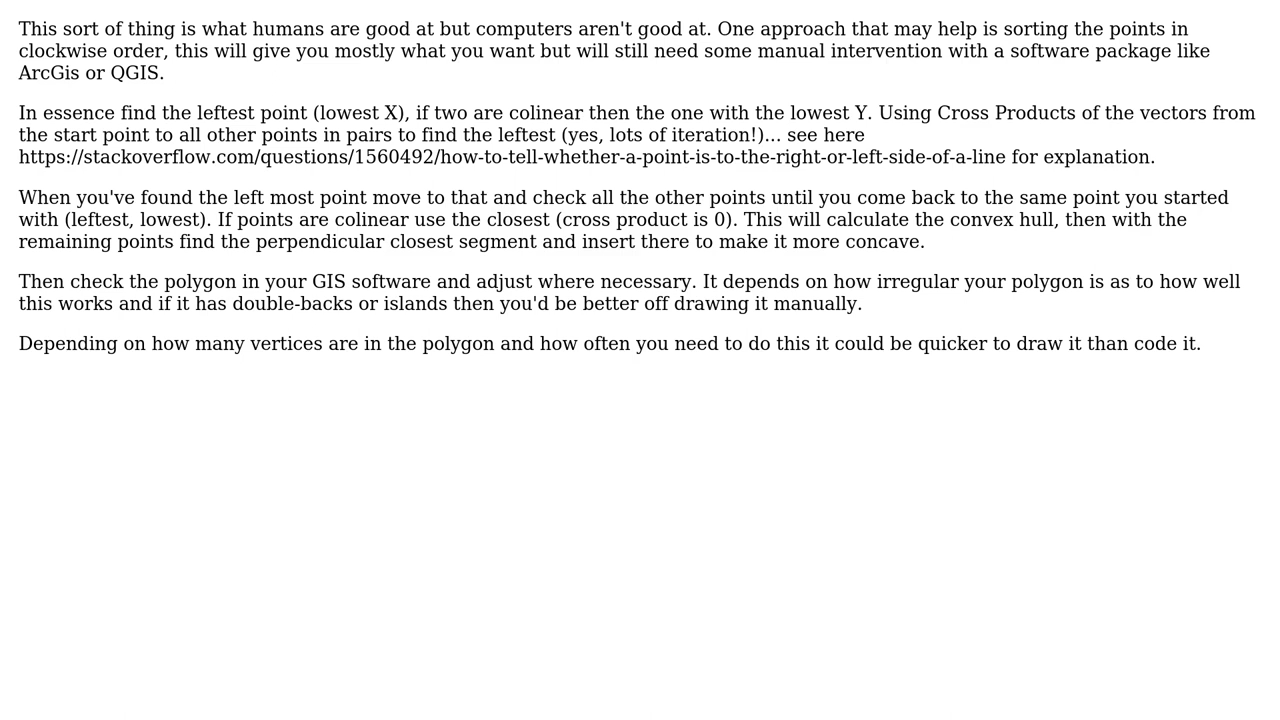 This sort of thing is what humans are good at but computers aren't good at. One approach that may help is sorting the points in
clockwise order, this will give you mostly what you want but will still need some manual intervention with a software package like
ArcGis or QGIS.
In essence find the leftest point (lowest X), if two are colinear then the one with the lowest Y. Using Cross Products of the vectors from
the start point to all other points in pairs to find the leftest (yes, lots of iteration!)... see here
https://stackoverflow.com/questions/1560492/how-to-tell-whether-a-point-is-to-the-right-or-left-side-of-a-line for explanation.
When you've found the left most point move to that and check all the other points until you come back to the same point you started
with (leftest, lowest). If points are colinear use the closest (cross product is 0). This will calculate the convex hull, then with the
remaining points find the perpendicular closest segment and insert there to make it more concave.
Then check the polygon in your GIS software and adjust where necessary. It depends on how irregular your polygon is as to how well
this works and if it has double-backs or islands then you'd be better off drawing it manually.
Depending on how many vertices are in the polygon and how often you need to do this it could be quicker to draw it than code it.